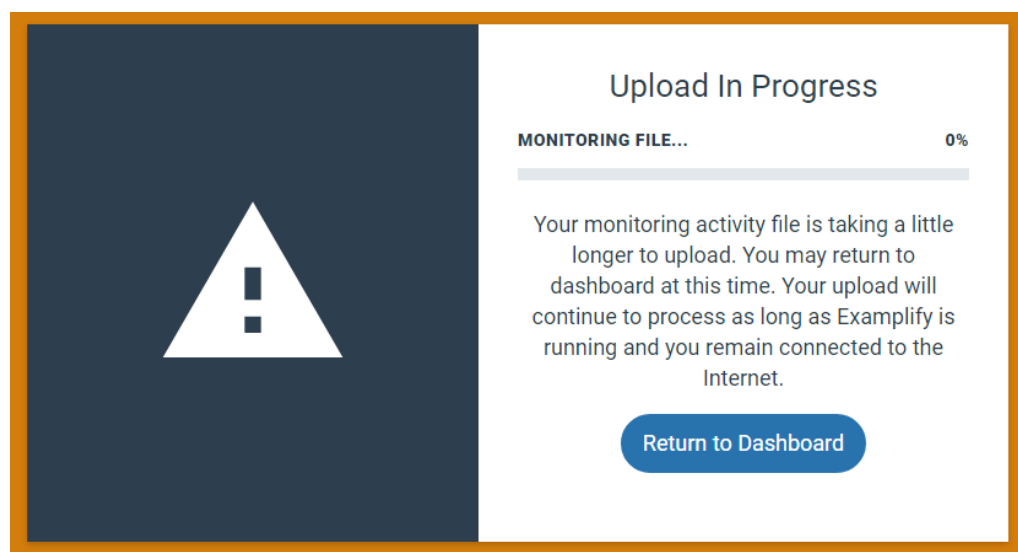 Upload In Progress
MONITORING FILE... 0%
Your monitoring activity file is taking a little
longer to upload. You may return to
dashboard at this time. Your upload will
continue to process as long as Examplify is
running and you remain connected to the
Internet.
Return to Dashboard